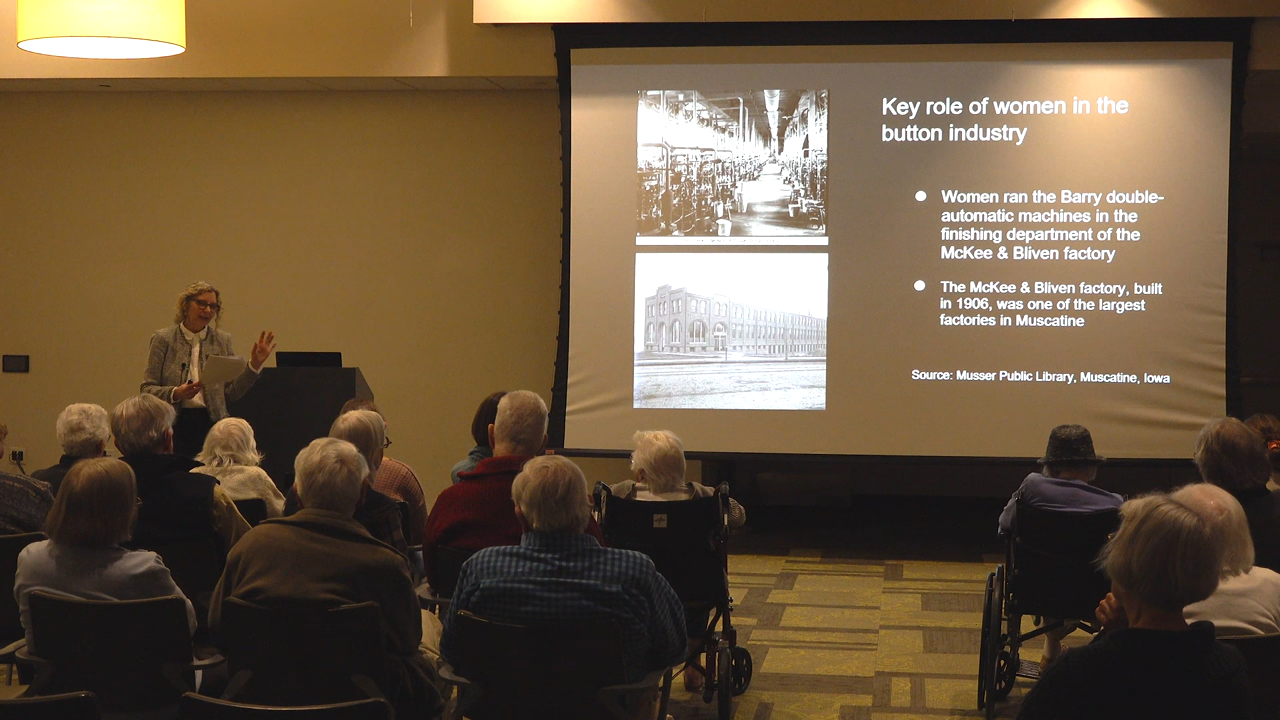 Key role of women in the
button industry
● Women ran the Barry double-
automatic machines in the
finishing department of the
McKee & Bliven factory
● The McKee & Bliven factory, built
in 1906, was one of the largest
factories in Muscatine
Source: Musser Public Library, Muscatine, Iowa